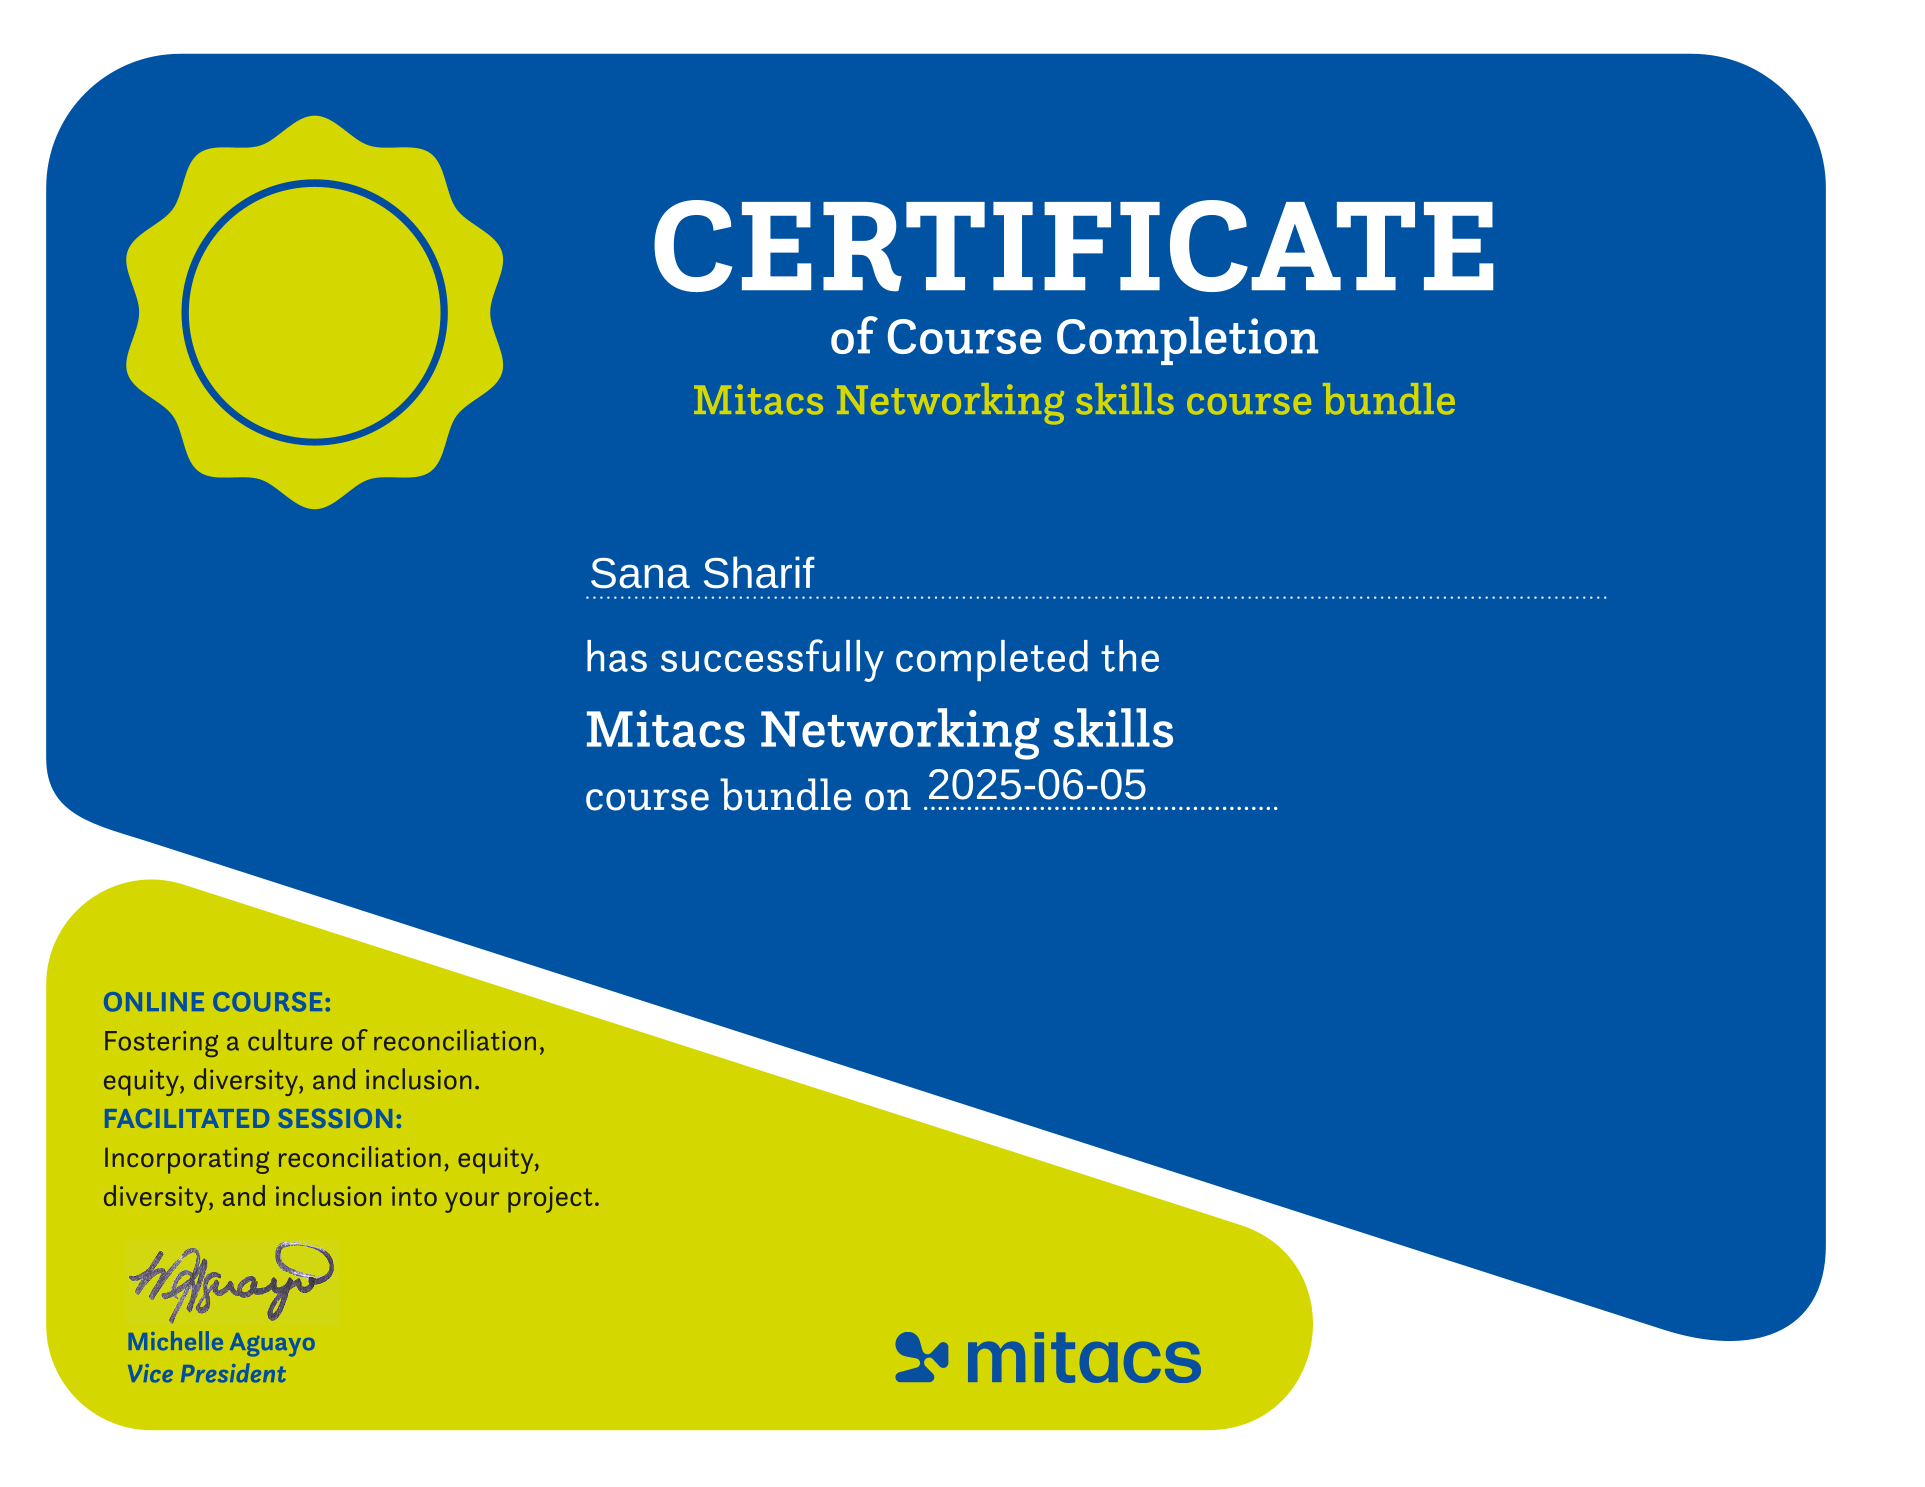 CERTIFICATE
of Course Completion
Mitacs Networking skills course bundle
Sana Sharif
has successfully completed the
Mitacs Networking skills
course bundle on 2025-06-05
ONLINE COURSE:
Fostering a culture of reconciliation,
equity, diversity, and inclusion.
FACILITATED SESSION:
Incorporating reconciliation, equity,
diversity, and inclusion into your project.
MAguayo
Michelle Aguayo
Vice President
mitacs